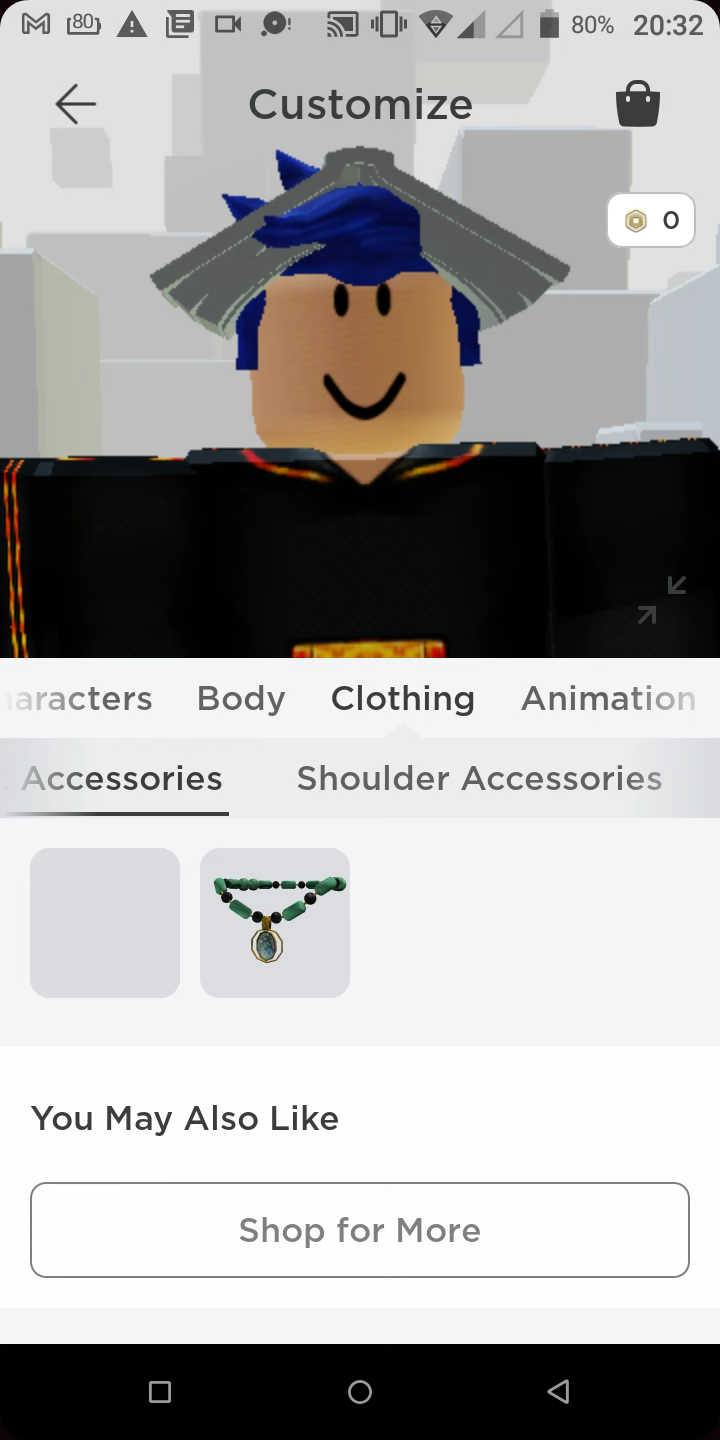 80
80%
20:32
Customize
0
aracters
Body
Clothing
Animation
Accessories
Shoulder Accessories
You May Also Like
Shop for More